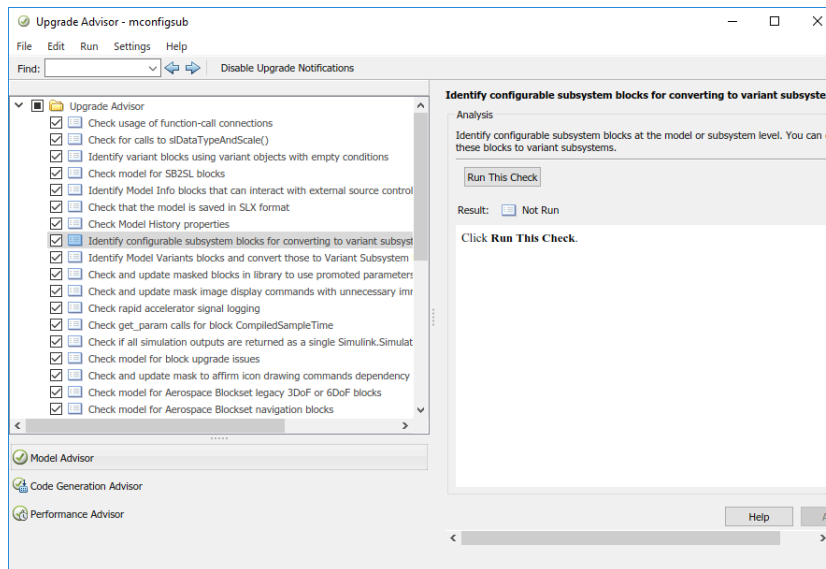 Upgrade Advisor - mconfigsub
File Edit Run Settings Help
Find: Disable Upgrade Notifications
Upgrade Advisor
Check usage of function-call connections
Check for calls to slDataTypeAndScale()
Identify variant blocks using variant objects with empty conditions
Check model for SB2SL blocks
Identify Model Info blocks that can interact with external source control
Check that the model is saved in SLX format
Check Model History properties
Identify configurable subsystem blocks for converting to variant subsyst
Identify Model Variants blocks and convert those to Variant Subsystem
Check and update masked blocks in library to use promoted parameters
Check and update mask image display commands with unnecessary imr
Check rapid accelerator signal logging
Check get_param calls for block CompiledSampleTime
Check if all simulation outputs are returned as a single Simulink.Simulat
Check model for block upgrade issues
Check and update mask to affirm icon drawing commands dependency
Check model for Aerospace Blockset legacy 3DoF or 6DoF blocks
Check model for Aerospace Blockset navigation blocks
Model Advisor
Code Generation Advisor
Performance Advisor
Identify configurable subsystem blocks for converting to variant subsyste
Analysis
Identify configurable subsystem blocks at the model or subsystem level. You can
these blocks to variant subsystems.
Run This Check
Result: Not Run
Click Run This Check.
Help